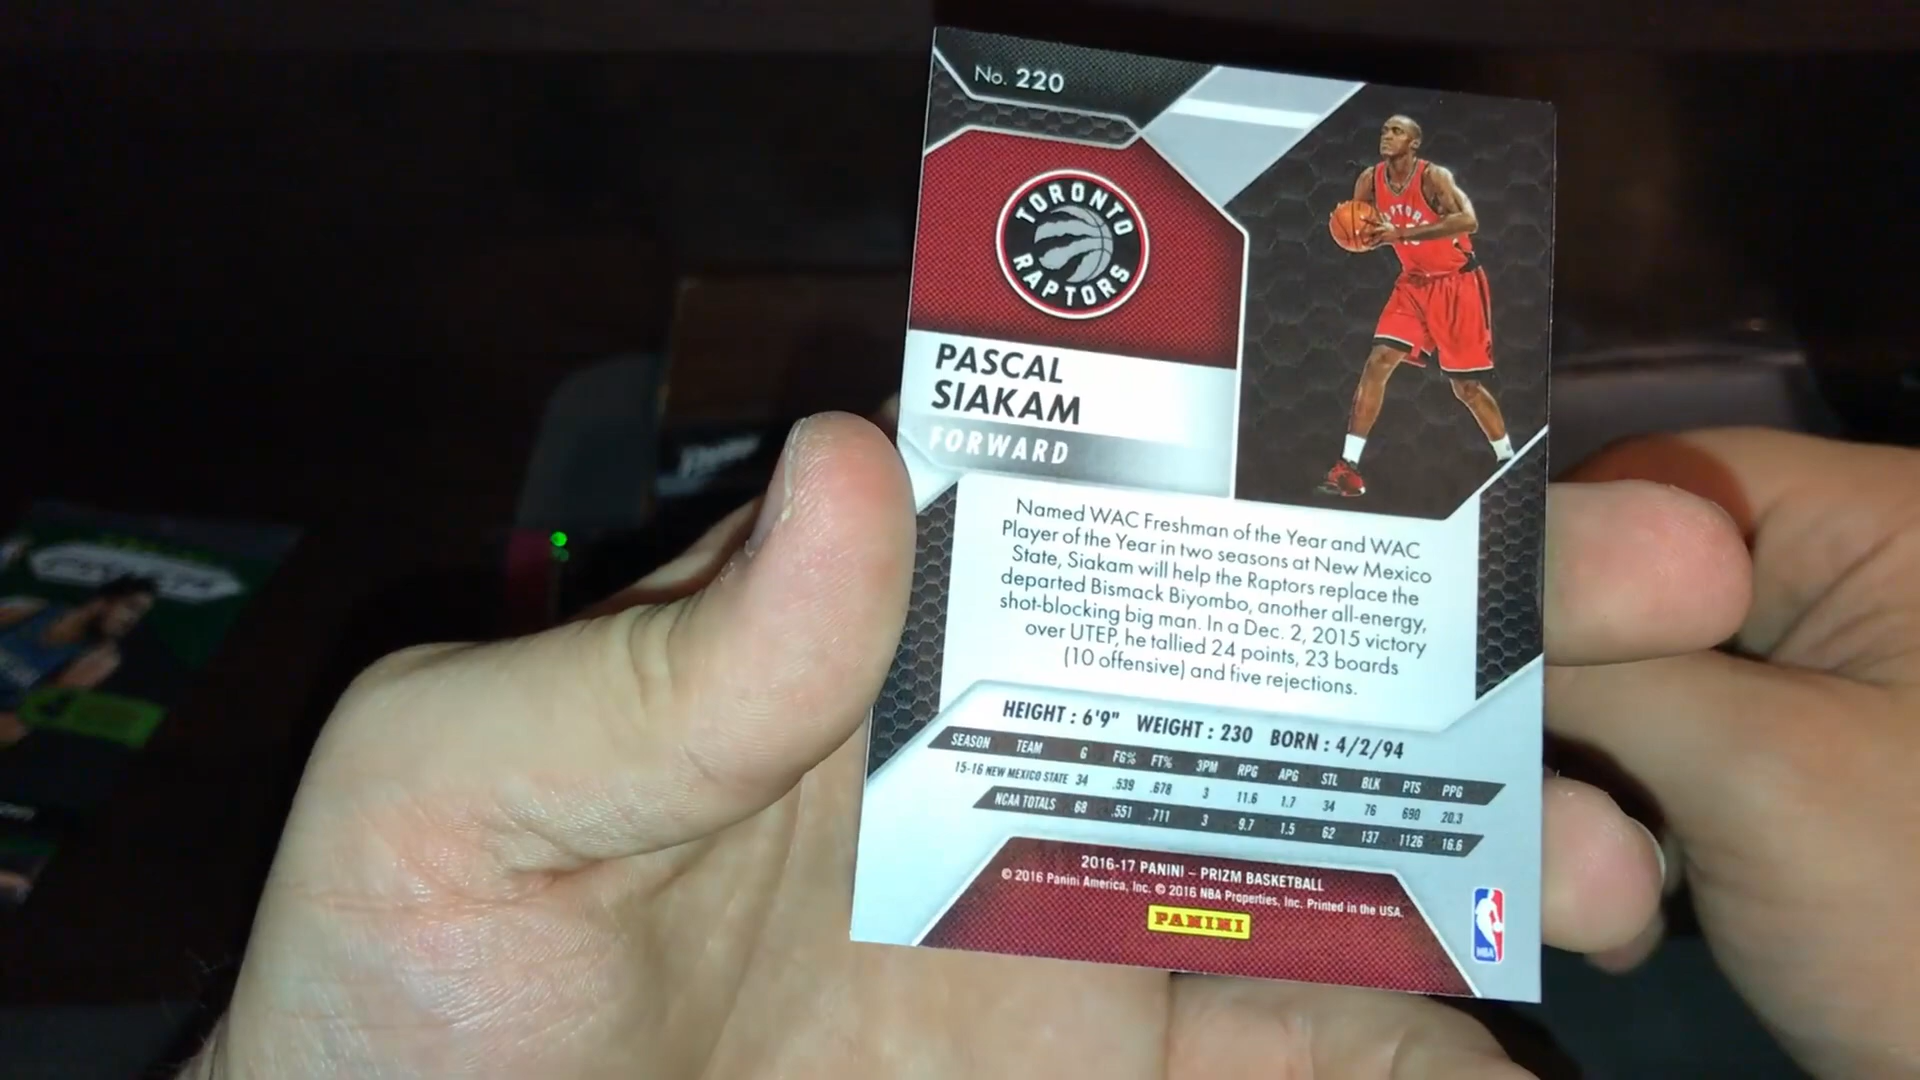 No. 220
TORONTO
RAPTORS
PASCAL
SIAKAM
FORWARD
Named WAC Freshman of the Year and WAC
Player of the Year in two seasons at New Mexico
State, Siakam will help the Raptors replace the
departed Bismack Biyombo, another all-energy,
shot-blocking big man. In a Dec. 2, 2015 victory
over UTEP, he tallied 24 points, 23 boards
(10 offensive) and five rejections.
HEIGHT : 6'9" WEIGHT : 230 BORN : 4/2/94
SEASON TEAM G FG% FT% 3PM RPG APG STL BLK PTS PPG
15-16 NEW MEXICO STATE 34 .539 .678 3 11.6 1.7 34 76 690 20.3
NCAA TOTALS 68 .551 .711 3 9.7 1.5 62 137 1126 16.6
2016-17 PANINI – PRIZM BASKETBALL
© 2016 Panini America, Inc. © 2016 NBA Properties, Inc. Printed in the USA.
PANINI
NBA